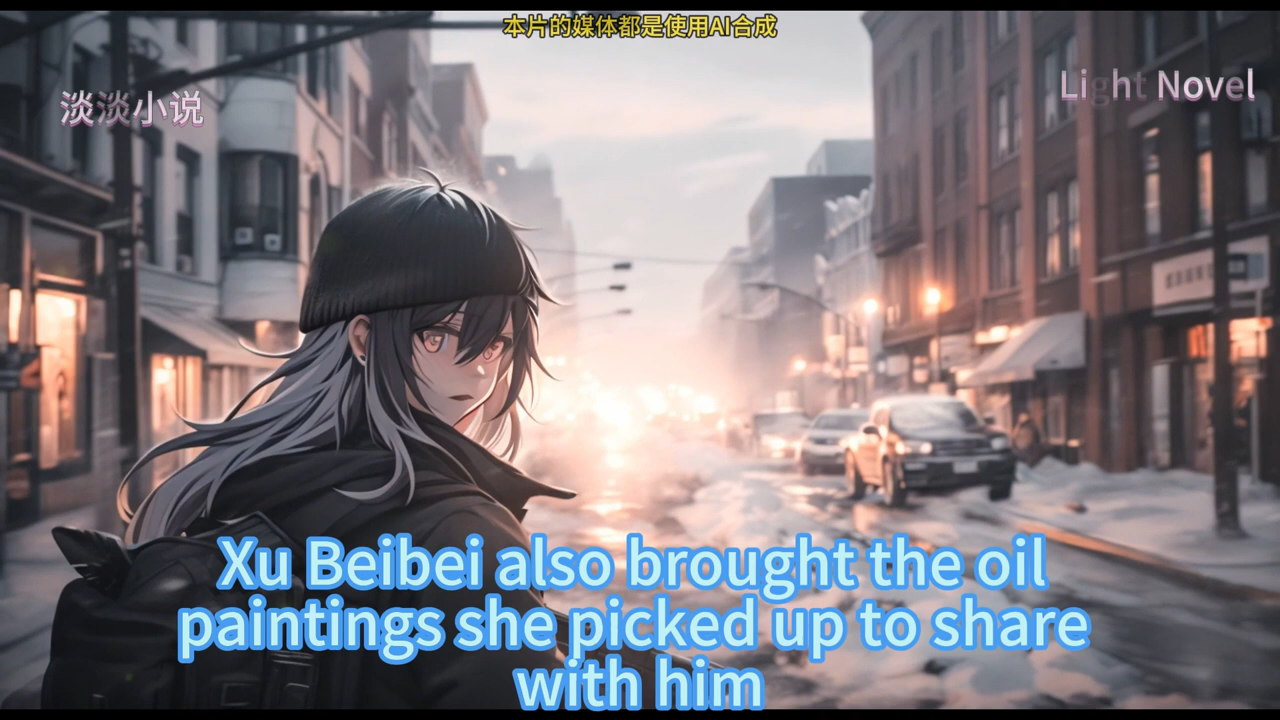 本片的媒体都是使用AI合成
淡淡小说
Light Novel
Xu Beibei also brought the oil
paintings she picked up to share
with him